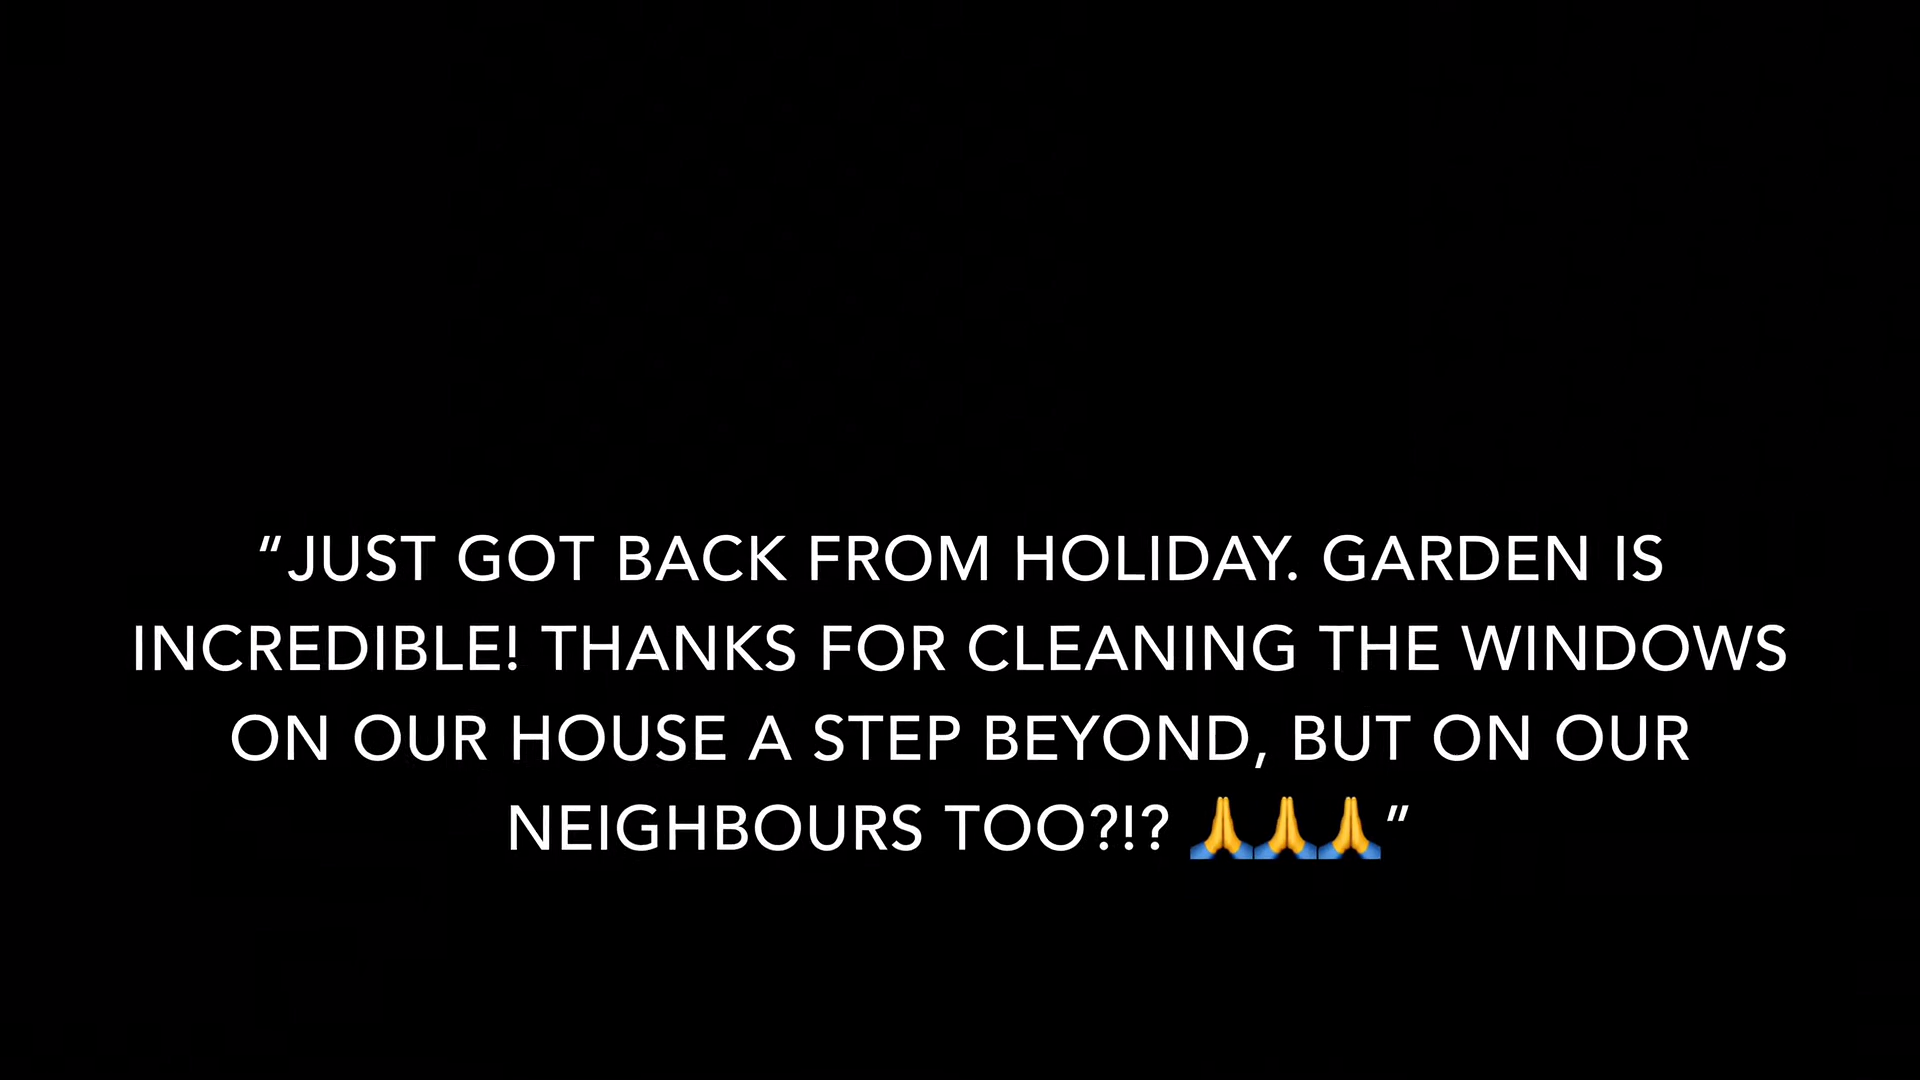 “JUST GOT BACK FROM HOLIDAY. GARDEN IS
INCREDIBLE! THANKS FOR CLEANING THE WINDOWS
ON OUR HOUSE A STEP BEYOND, BUT ON OUR
NEIGHBOURS TOO?!? 🙏🙏🙏”